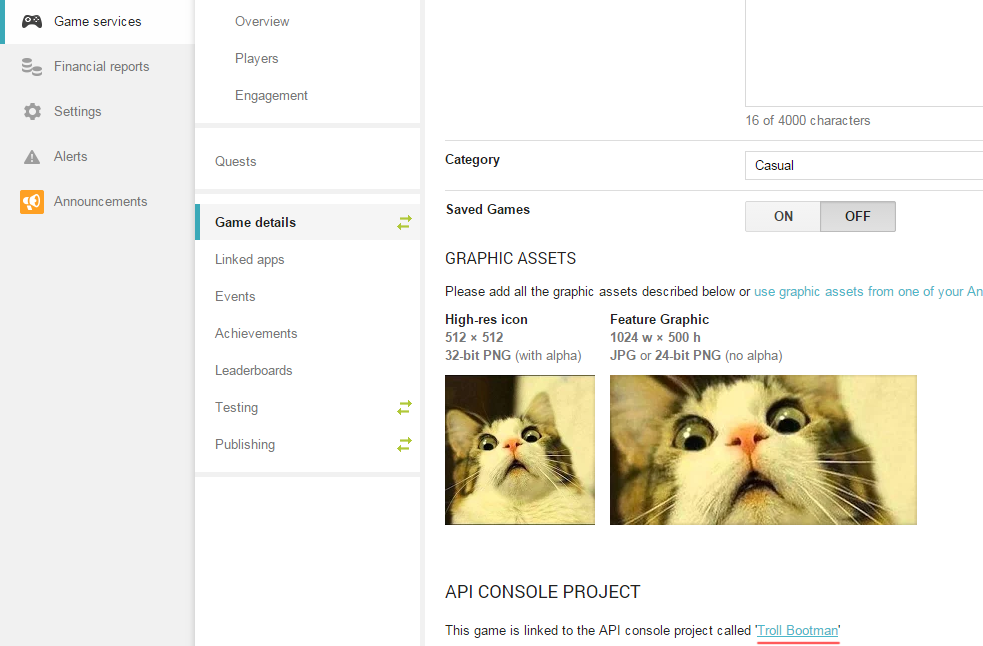 Game services
Financial reports
Settings
Alerts
Announcements
Overview
Players
Engagement
Quests
Game details
Linked apps
Events
Achievements
Leaderboards
Testing
Publishing
16 of 4000 characters
Category
Casual
Saved Games
ON OFF
GRAPHIC ASSETS
Please add all the graphic assets described below or use graphic assets from one of your An
High-res icon
512 × 512
32-bit PNG (with alpha)
Feature Graphic
1024 w × 500 h
JPG or 24-bit PNG (no alpha)
API CONSOLE PROJECT
This game is linked to the API console project called 'Troll Bootman'